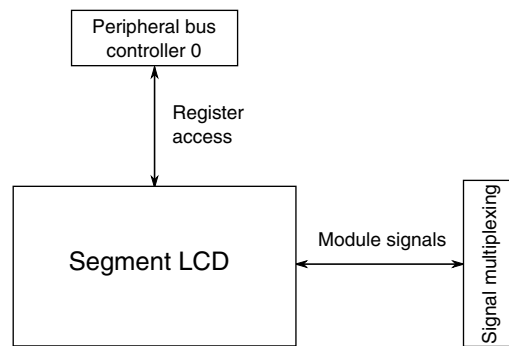 Peripheral bus
controller 0
Register
access
Segment LCD
Module signals
Signal multiplexing